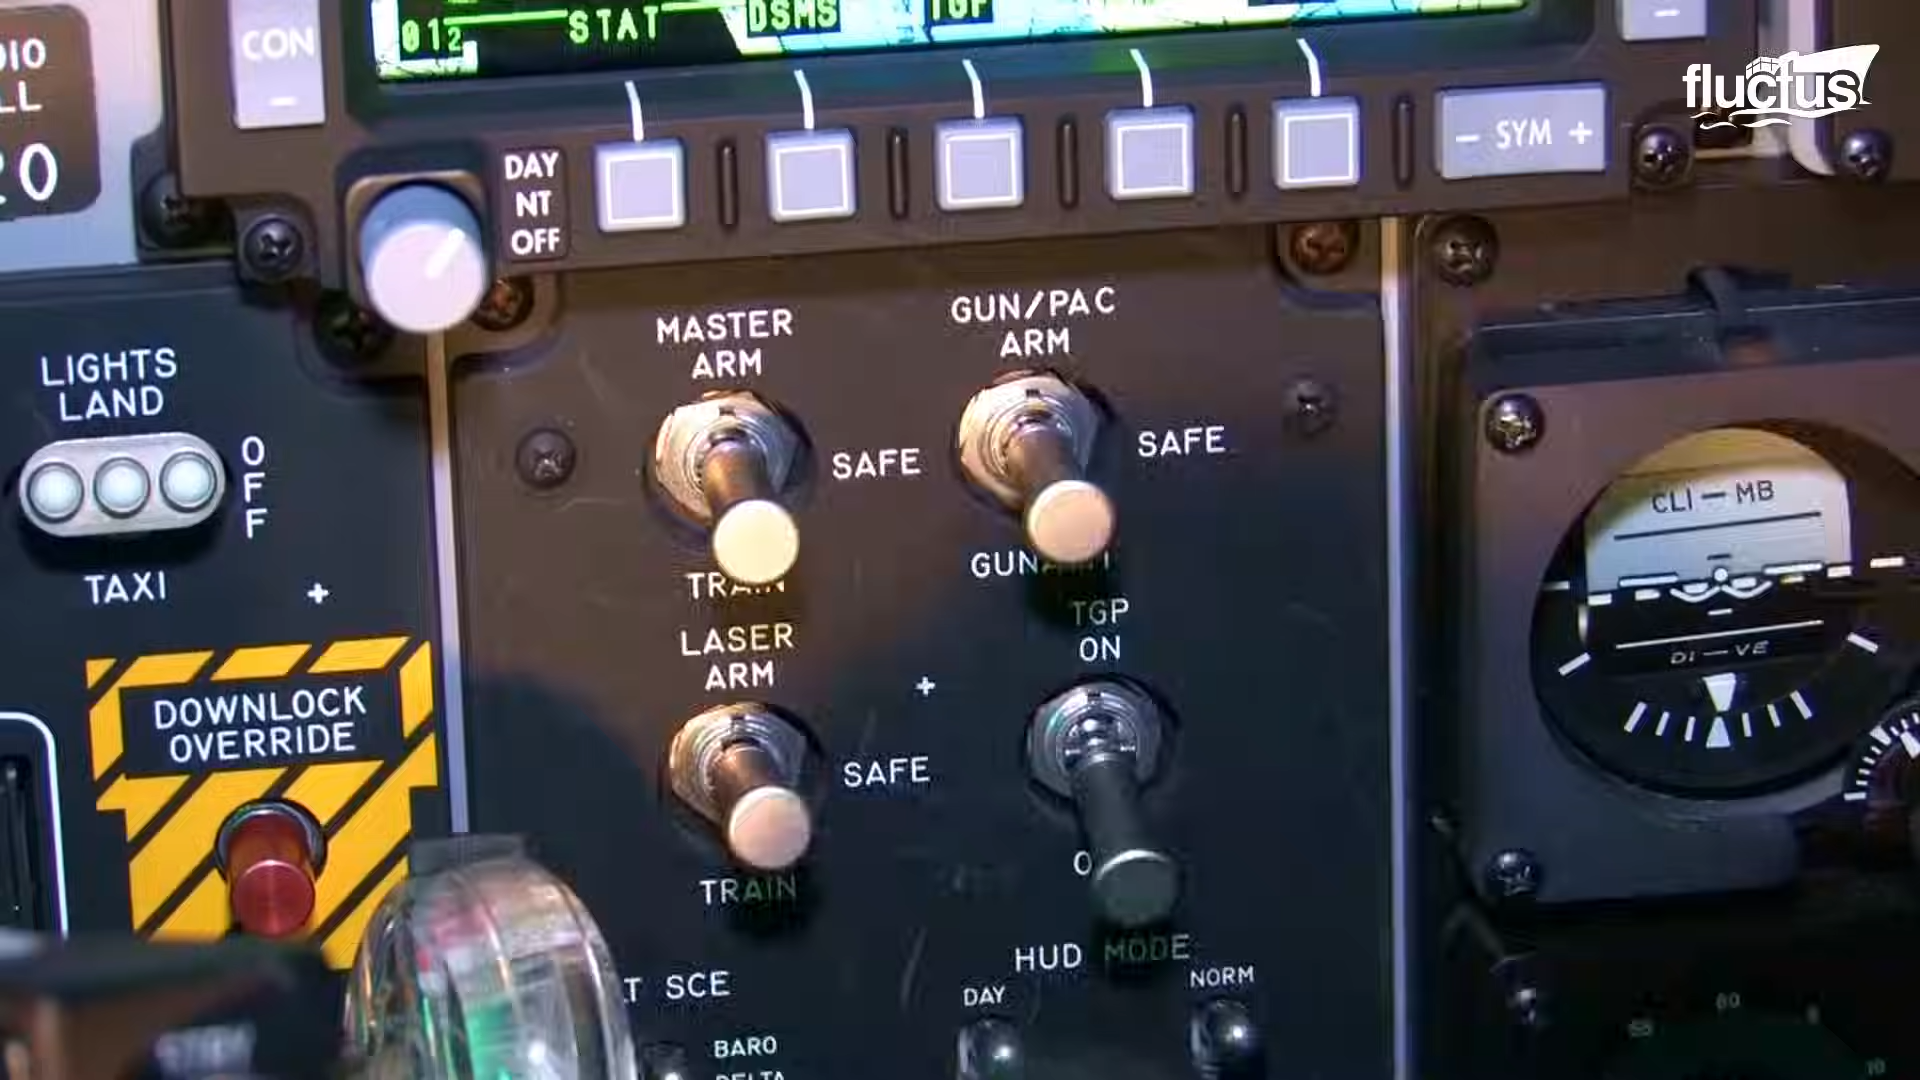 012 STAT DSMS TGP
CON
–
–
fluctus
– SYM +
DAY
NT
OFF
20
MASTER
ARM
GUN/PAC
ARM
SAFE
SAFE
LIGHTS
LAND
OFF
TAXI
CLI – MB
DI – VE
TRAIN
TGP
ON
LASER
ARM
SAFE
TRAIN
DOWNLOCK
OVERRIDE
HUD MODE
DAY
NORM
SCE
BARO
DELTA
60